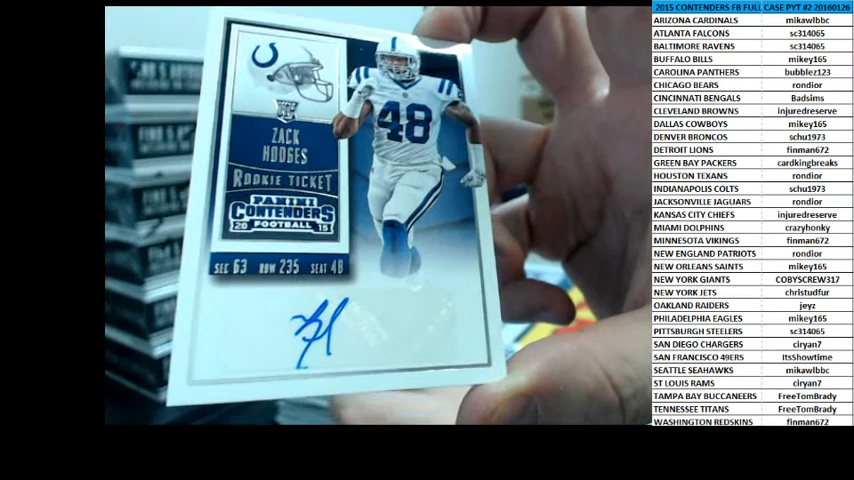 ZACK
HODGES
ROOKIE TICKET
PANINI
CONTENDERS
20 FOOTBALL 15
SEC 63 ROW 235 SEAT 48
48
2015 CONTENDERS FB FULL CASE PYT #2 20160126
ARIZONA CARDINALS mikawlbbc
ATLANTA FALCONS sc314065
BALTIMORE RAVENS sc314065
BUFFALO BILLS mikey165
CAROLINA PANTHERS bubblez123
CHICAGO BEARS rondior
CINCINNATI BENGALS Badsims
CLEVELAND BROWNS injuredreserve
DALLAS COWBOYS mikey165
DENVER BRONCOS schu1973
DETROIT LIONS finman672
GREEN BAY PACKERS cardkingbreaks
HOUSTON TEXANS rondior
INDIANAPOLIS COLTS schu1973
JACKSONVILLE JAGUARS rondior
KANSAS CITY CHIEFS injuredreserve
MIAMI DOLPHINS crazyhonky
MINNESOTA VIKINGS finman672
NEW ENGLAND PATRIOTS rondior
NEW ORLEANS SAINTS mikey165
NEW YORK GIANTS COBYSCREW317
NEW YORK JETS christudfur
OAKLAND RAIDERS jeyz
PHILADELPHIA EAGLES mikey165
PITTSBURGH STEELERS sc314065
SAN DIEGO CHARGERS ciryan7
SAN FRANCISCO 49ERS ItsShowtime
SEATTLE SEAHAWKS mikawlbbc
ST LOUIS RAMS ciryan7
TAMPA BAY BUCCANEERS FreeTomBrady
TENNESSEE TITANS FreeTomBrady
WASHINGTON REDSKINS finman672